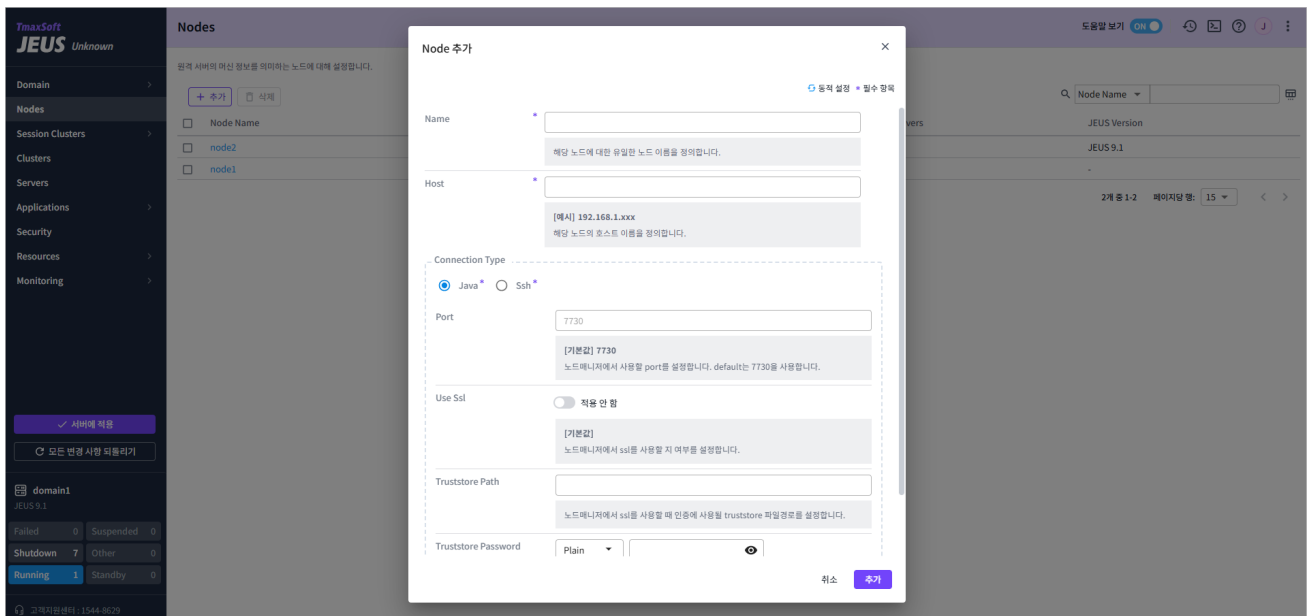 TmaxSoft
JEUS Unknown
Domain
Nodes
Session Clusters
Clusters
Servers
Applications
Security
Resources
Monitoring
서버에 적용
모든 변경 사항 되돌리기
domain1
JEUS 9.1
Failed 0 Suspended 0
Shutdown 7 Other 0
Running 1 Standby 0
고객지원센터 : 1544-8629
Nodes
도움말 보기 ON J
원격 서버의 머신 정보를 의미하는 노드에 대해 설정합니다.
+ 추가 삭제
Node Name
Node Name vers JEUS Version
node2 JEUS 9.1
node1 -
2개 중 1-2 페이지당 행: 15
Node 추가
동적 설정 * 필수 항목
Name *
해당 노드에 대한 유일한 노드 이름을 정의합니다.
Host *
[예시] 192.168.1.xxx
해당 노드의 호스트 이름을 정의합니다.
Connection Type
Java * Ssh *
Port 7730
[기본값] 7730
노드매니저에서 사용할 port를 설정합니다. default는 7730을 사용합니다.
Use Ssl 적용 안 함
[기본값]
노드매니저에서 ssl를 사용할 지 여부를 설정합니다.
Truststore Path
노드매니저에서 ssl를 사용할 때 인증에 사용될 truststore 파일경로를 설정합니다.
Truststore Password Plain
취소 추가